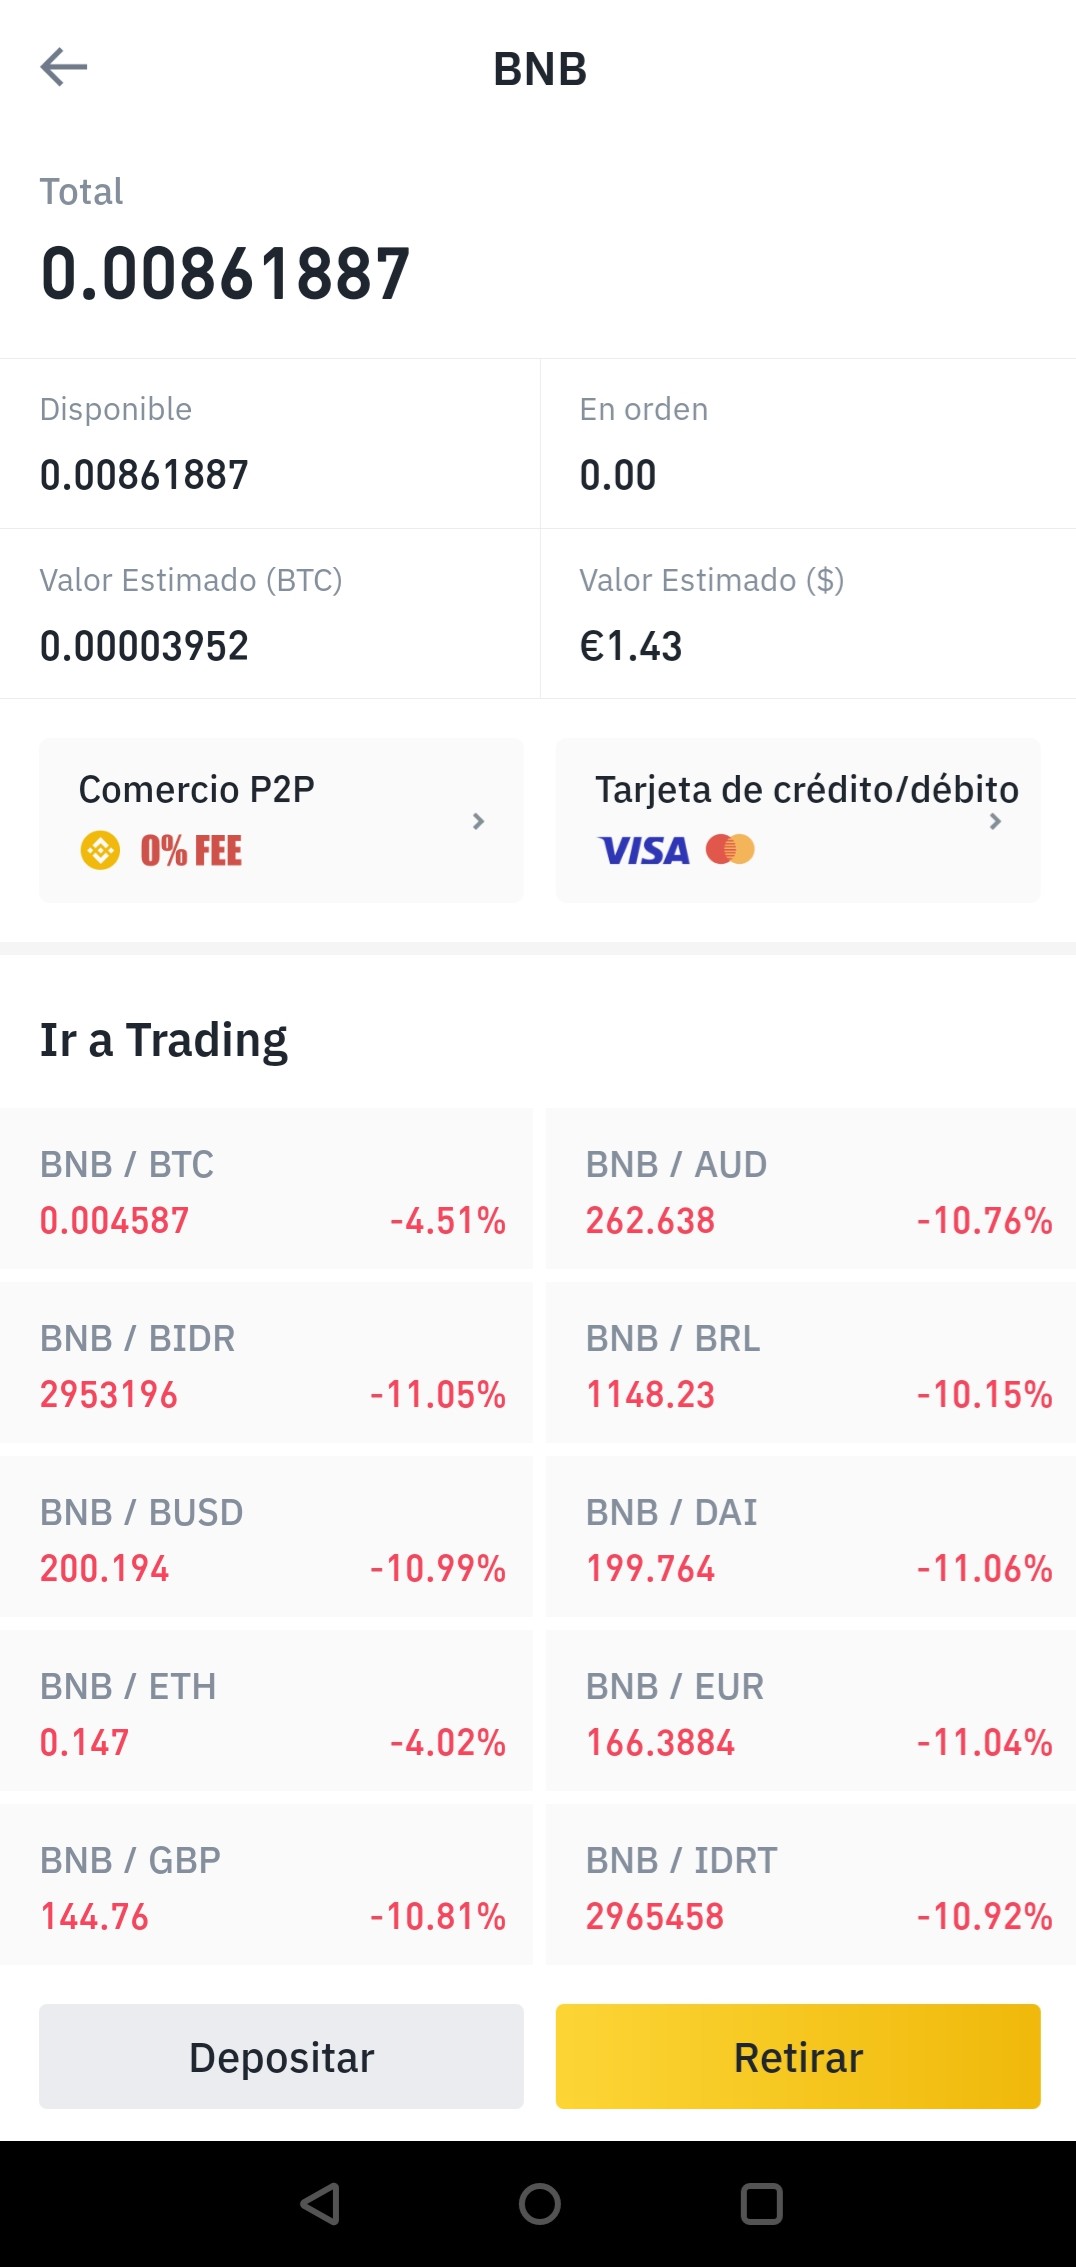 BNB
Total
0.00861887
Disponible
0.00861887
En orden
0.00
Valor Estimado (BTC)
0.00003952
Valor Estimado ($)
€1.43
Comercio P2P
0% FEE
Tarjeta de crédito/débito
VISA
Ir a Trading
BNB / BTC
0.004587 -4.51%
BNB / AUD
262.638 -10.76%
BNB / BIDR
2953196 -11.05%
BNB / BRL
1148.23 -10.15%
BNB / BUSD
200.194 -10.99%
BNB / DAI
199.764 -11.06%
BNB / ETH
0.147 -4.02%
BNB / EUR
166.3884 -11.04%
BNB / GBP
144.76 -10.81%
BNB / IDRT
2965458 -10.92%
Depositar
Retirar